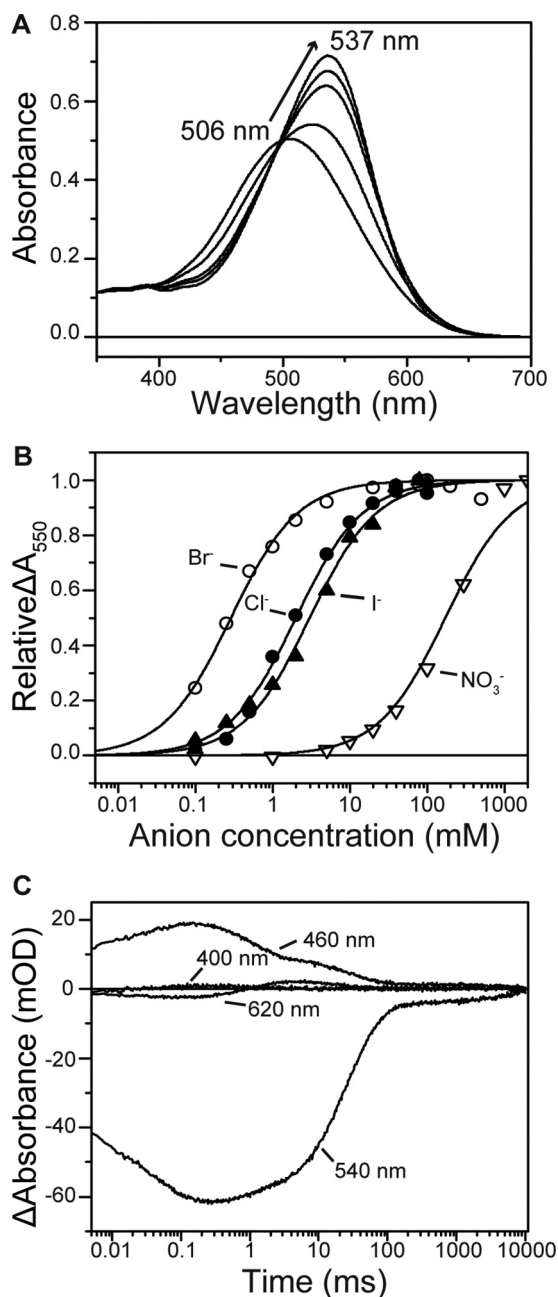 A
0.8
0.6
0.4
0.2
0.0
Absorbance
506 nm
537 nm
400
500
600
700
Wavelength (nm)
B
1.0
0.8
0.6
0.4
0.2
0.0
Relative ΔA₅₅₀
Br⁻
Cl⁻
I⁻
NO₃⁻
0.01
0.1
1
10
100
1000
Anion concentration (mM)
C
20
0
-20
-40
-60
ΔAbsorbance (mOD)
460 nm
400 nm
620 nm
540 nm
0.01
0.1
1
10
100
1000
10000
Time (ms)